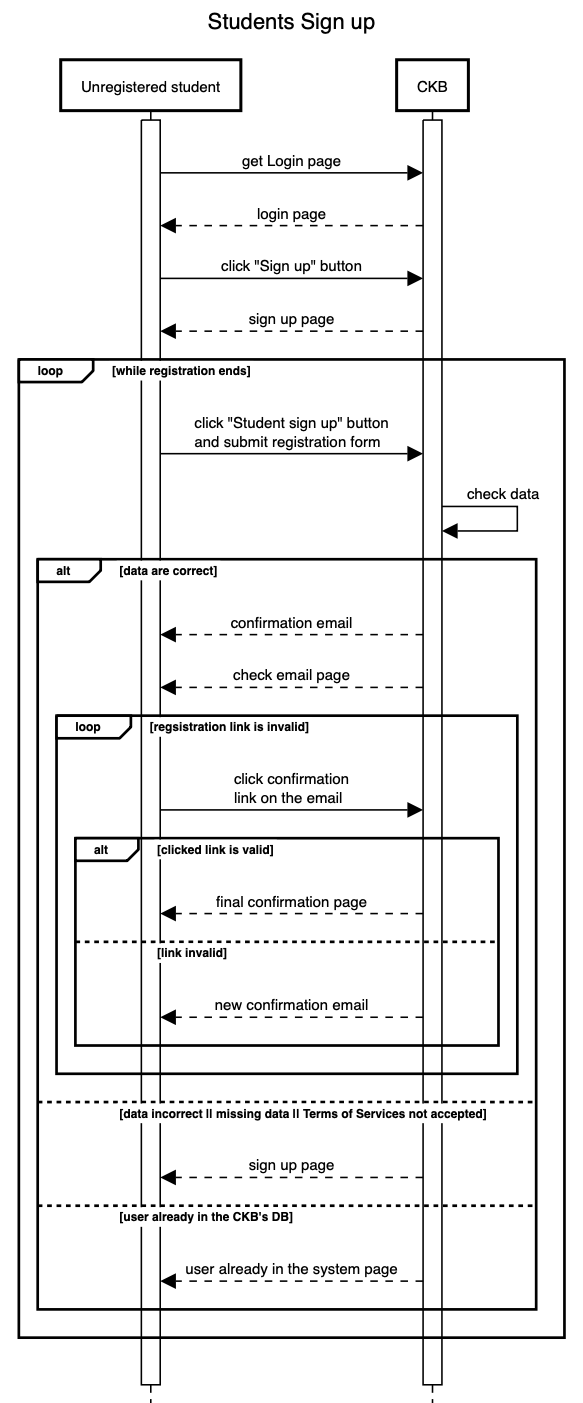 Students Sign up
Unregistered student
CKB
get Login page
login page
click "Sign up" button
sign up page
loop
[while registration ends]
click "Student sign up" button
and submit registration form
check data
alt
[data are correct]
confirmation email
check email page
loop
[regsistration link is invalid]
click confirmation
link on the email
alt
[clicked link is valid]
final confirmation page
[link invalid]
new confirmation email
[data incorrect || missing data || Terms of Services not accepted]
sign up page
[user already in the CKB's DB]
user already in the system page